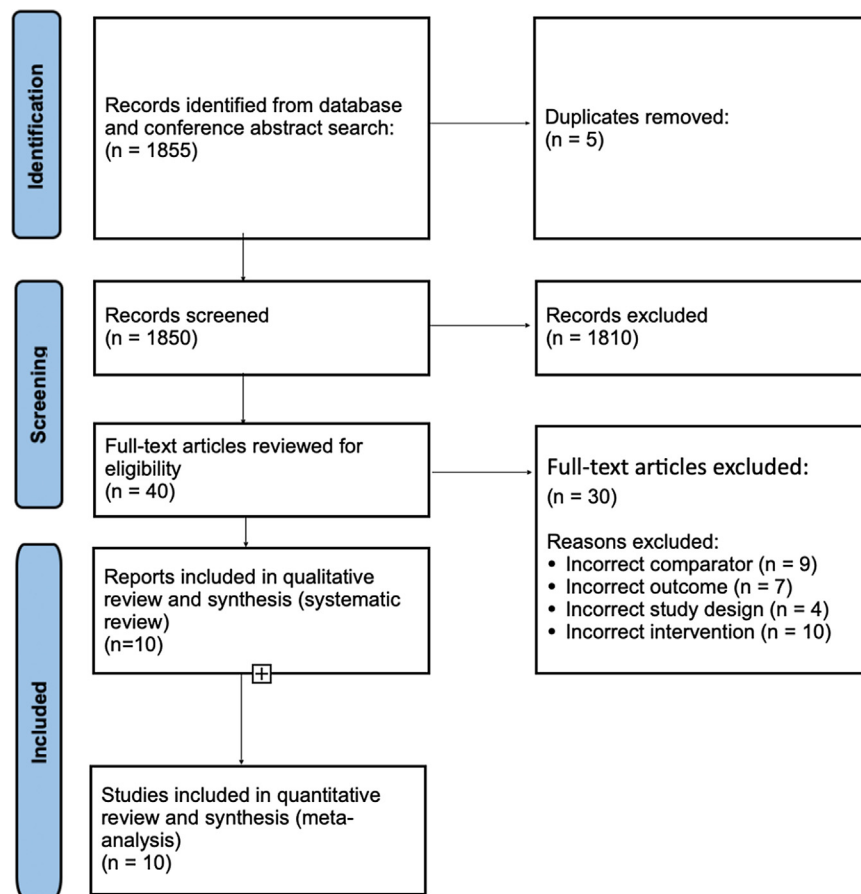 Identification
Records identified from database
and conference abstract search:
(n = 1855)
Duplicates removed:
(n = 5)
Screening
Records screened
(n = 1850)
Records excluded
(n = 1810)
Full-text articles reviewed for
eligibility
(n = 40)
Full-text articles excluded:
(n = 30)
Reasons excluded:
• Incorrect comparator (n = 9)
• Incorrect outcome (n = 7)
• Incorrect study design (n = 4)
• Incorrect intervention (n = 10)
Included
Reports included in qualitative
review and synthesis (systematic
review)
(n=10)
Studies included in quantitative
review and synthesis (meta-
analysis)
(n = 10)